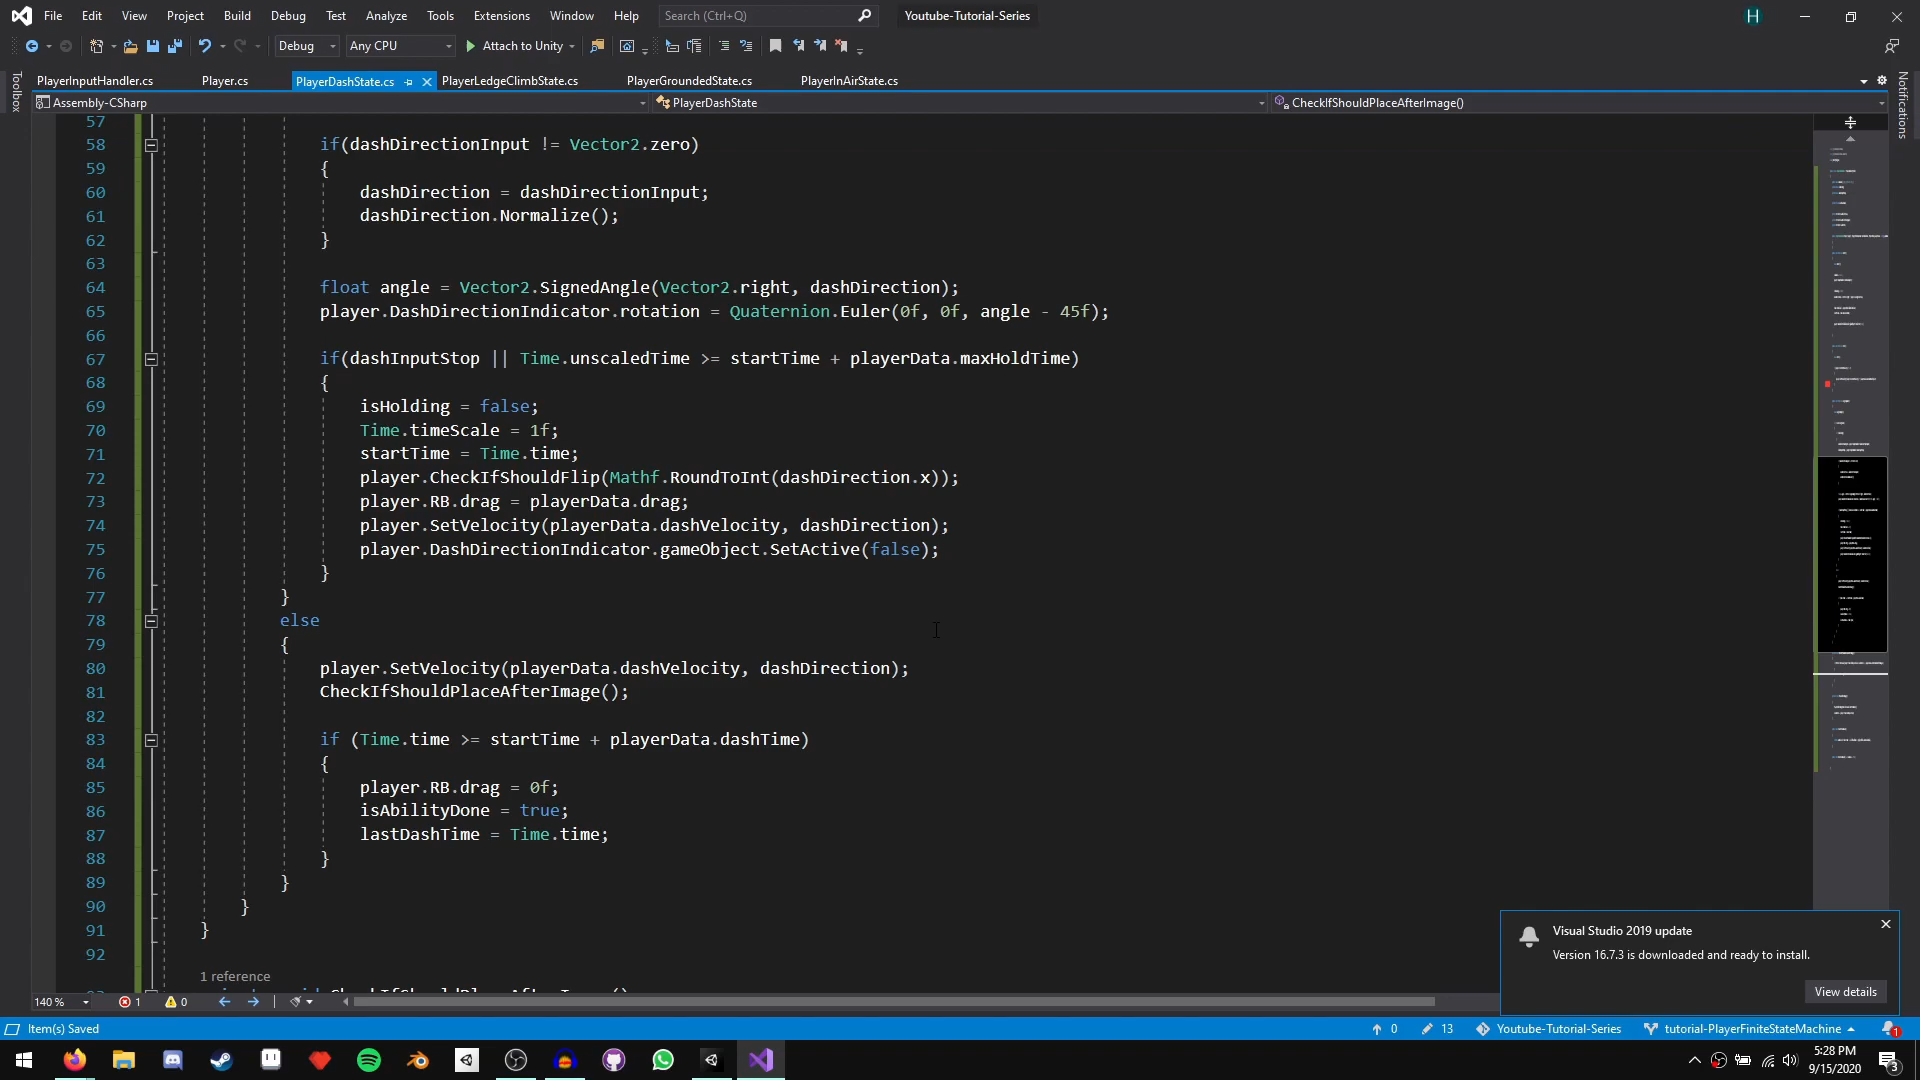 File Edit View Project Build Debug Test Analyze Tools Extensions Window Help Search (Ctrl+Q) Youtube-Tutorial-Series H
Debug Any CPU Attach to Unity
PlayerInputHandler.cs Player.cs PlayerDashState.cs PlayerLedgeClimbState.cs PlayerGroundedState.cs PlayerInAirState.cs
Toolbox
Notifications
Assembly-CSharp PlayerDashState CheckIfShouldPlaceAfterImage()
57
58 if(dashDirectionInput != Vector2.zero)
59 {
60 dashDirection = dashDirectionInput;
61 dashDirection.Normalize();
62 }
63
64 float angle = Vector2.SignedAngle(Vector2.right, dashDirection);
65 player.DashDirectionIndicator.rotation = Quaternion.Euler(0f, 0f, angle - 45f);
66
67 if(dashInputStop || Time.unscaledTime >= startTime + playerData.maxHoldTime)
68 {
69 isHolding = false;
70 Time.timeScale = 1f;
71 startTime = Time.time;
72 player.CheckIfShouldFlip(Mathf.RoundToInt(dashDirection.x));
73 player.RB.drag = playerData.drag;
74 player.SetVelocity(playerData.dashVelocity, dashDirection);
75 player.DashDirectionIndicator.gameObject.SetActive(false);
76 }
77 }
78 else
79 {
80 player.SetVelocity(playerData.dashVelocity, dashDirection);
81 CheckIfShouldPlaceAfterImage();
82
83 if (Time.time >= startTime + playerData.dashTime)
84 {
85 player.RB.drag = 0f;
86 isAbilityDone = true;
87 lastDashTime = Time.time;
88 }
89 }
90 }
91 }
92
1 reference
Visual Studio 2019 update
Version 16.7.3 is downloaded and ready to install.
View details
140 % 1 0
Item(s) Saved 0 13 Youtube-Tutorial-Series tutorial-PlayerFiniteStateMachine 1
5:28 PM
9/15/2020
3